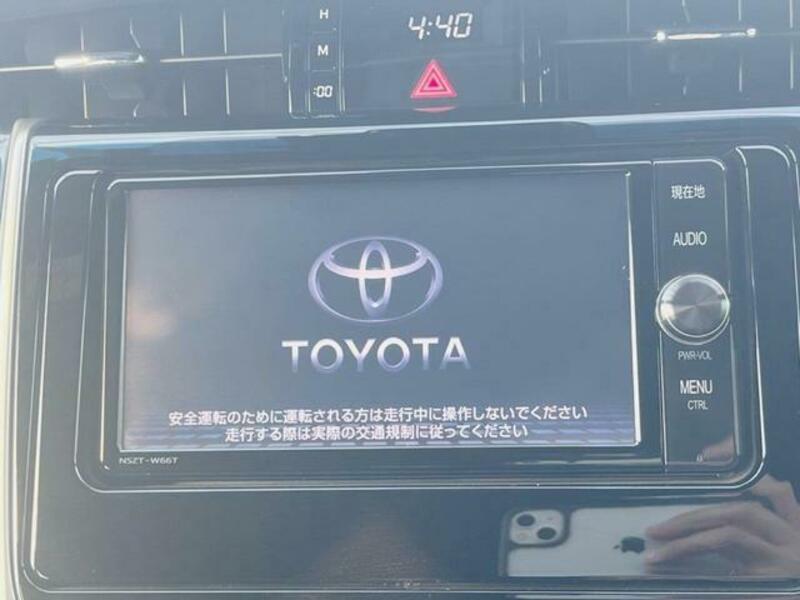 H
4:40
M
:00
現在地
AUDIO
TOYOTA
PWR-VOL
MENU
CTRL
安全運転のために運転される方は走行中に操作しないでください
走行する際は実際の交通規制に従ってください
NSZT-W66T